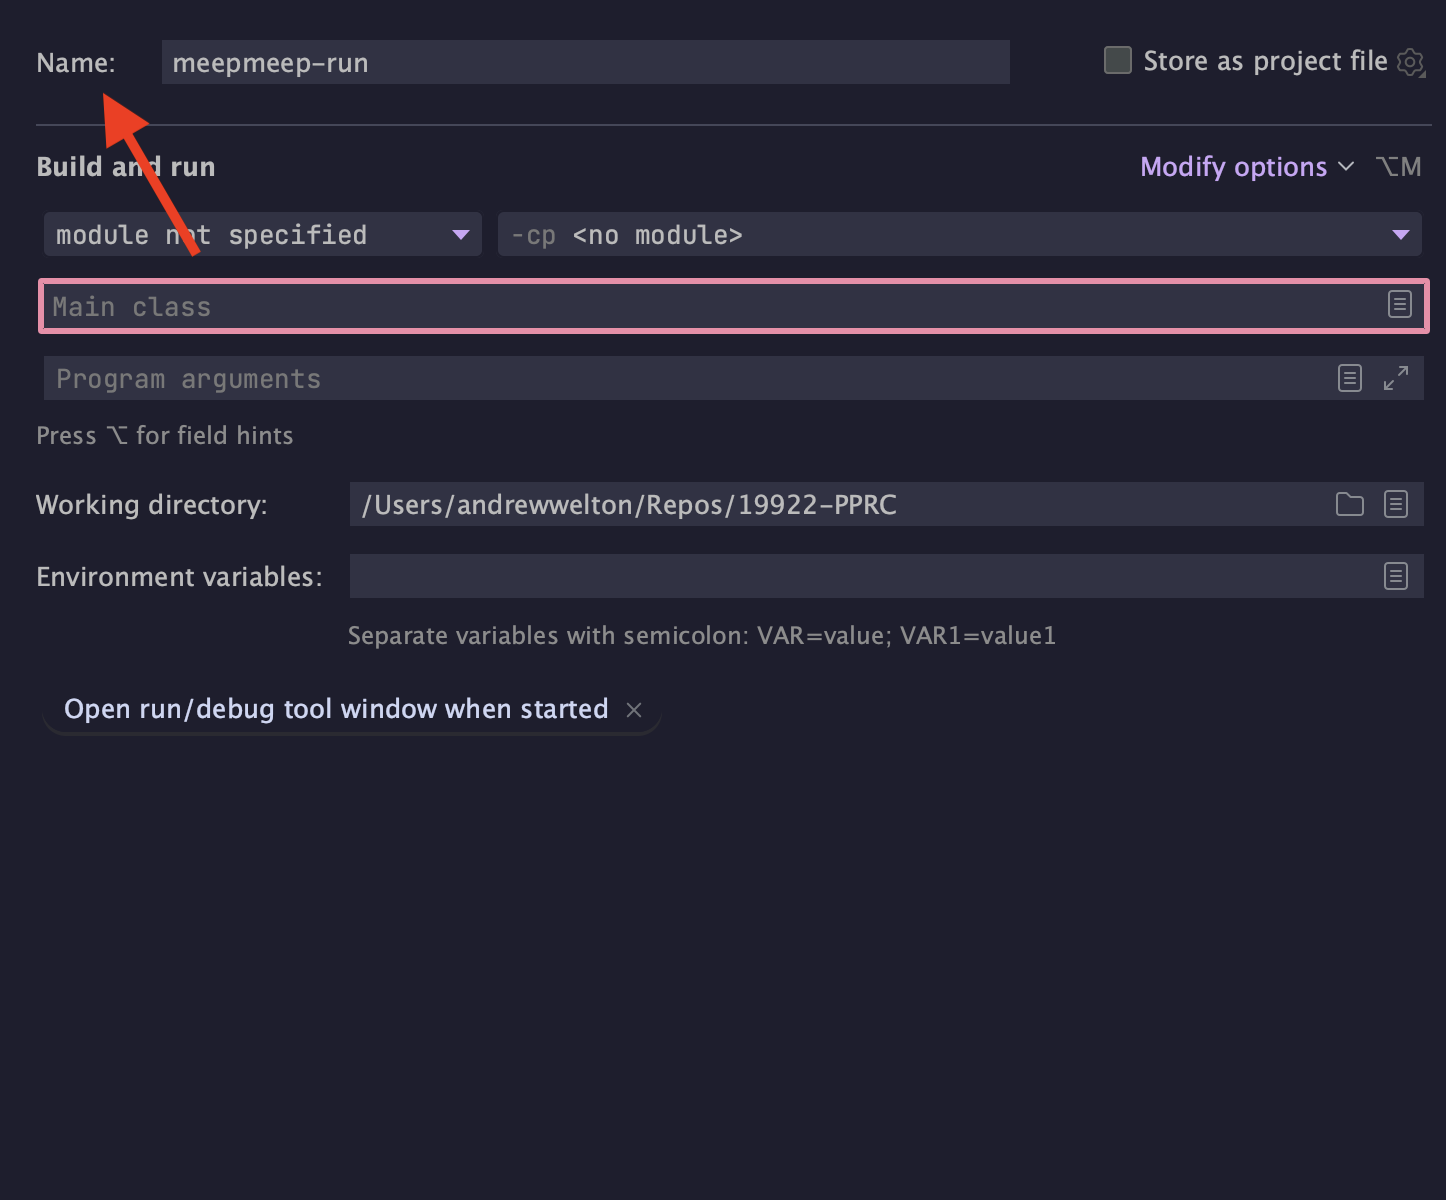 Name: meepmeep-run Store as project file
Build and run Modify options ⌥M
module not specified -cp <no module>
Main class
Program arguments
Press ⌥ for field hints
Working directory: /Users/andrewwelton/Repos/19922-PPRC
Environment variables:
Separate variables with semicolon: VAR=value; VAR1=value1
Open run/debug tool window when started ×